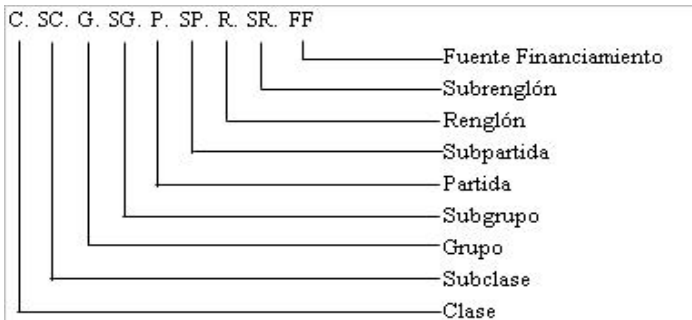 C. SC. G. SG. P. SP. R. SR. FF
Fuente Financiamiento
Subrenglón
Renglón
Subpartida
Partida
Subgrupo
Grupo
Subclase
Clase